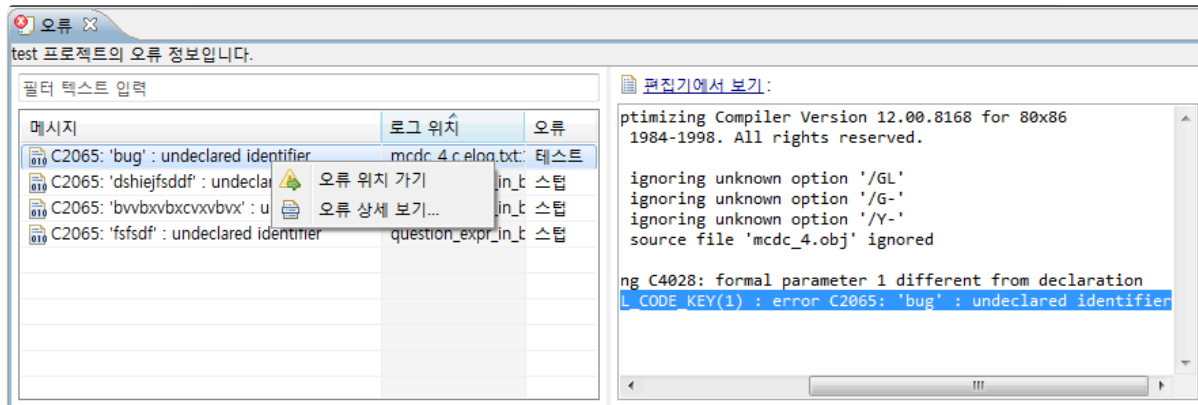 오류
test 프로젝트의 오류 정보입니다.
필터 텍스트 입력
메시지 로그 위치 오류
C2065: 'bug' : undeclared identifier mcdc_4.c.elog.txt: 테스트
C2065: 'dshiejfsddf' : undeclar in_b 스텁
C2065: 'bvvbxvbxcvxvbvx' : u in_b 스텁
C2065: 'fsfsdf' : undeclared identifier question_expr_in_b 스텁
오류 위치 가기
오류 상세 보기...
편집기에서 보기:
ptimizing Compiler Version 12.00.8168 for 80x86
1984-1998. All rights reserved.
ignoring unknown option '/GL'
ignoring unknown option '/G-'
ignoring unknown option '/Y-'
source file 'mcdc_4.obj' ignored
ng C4028: formal parameter 1 different from declaration
L_CODE_KEY(1) : error C2065: 'bug' : undeclared identifier